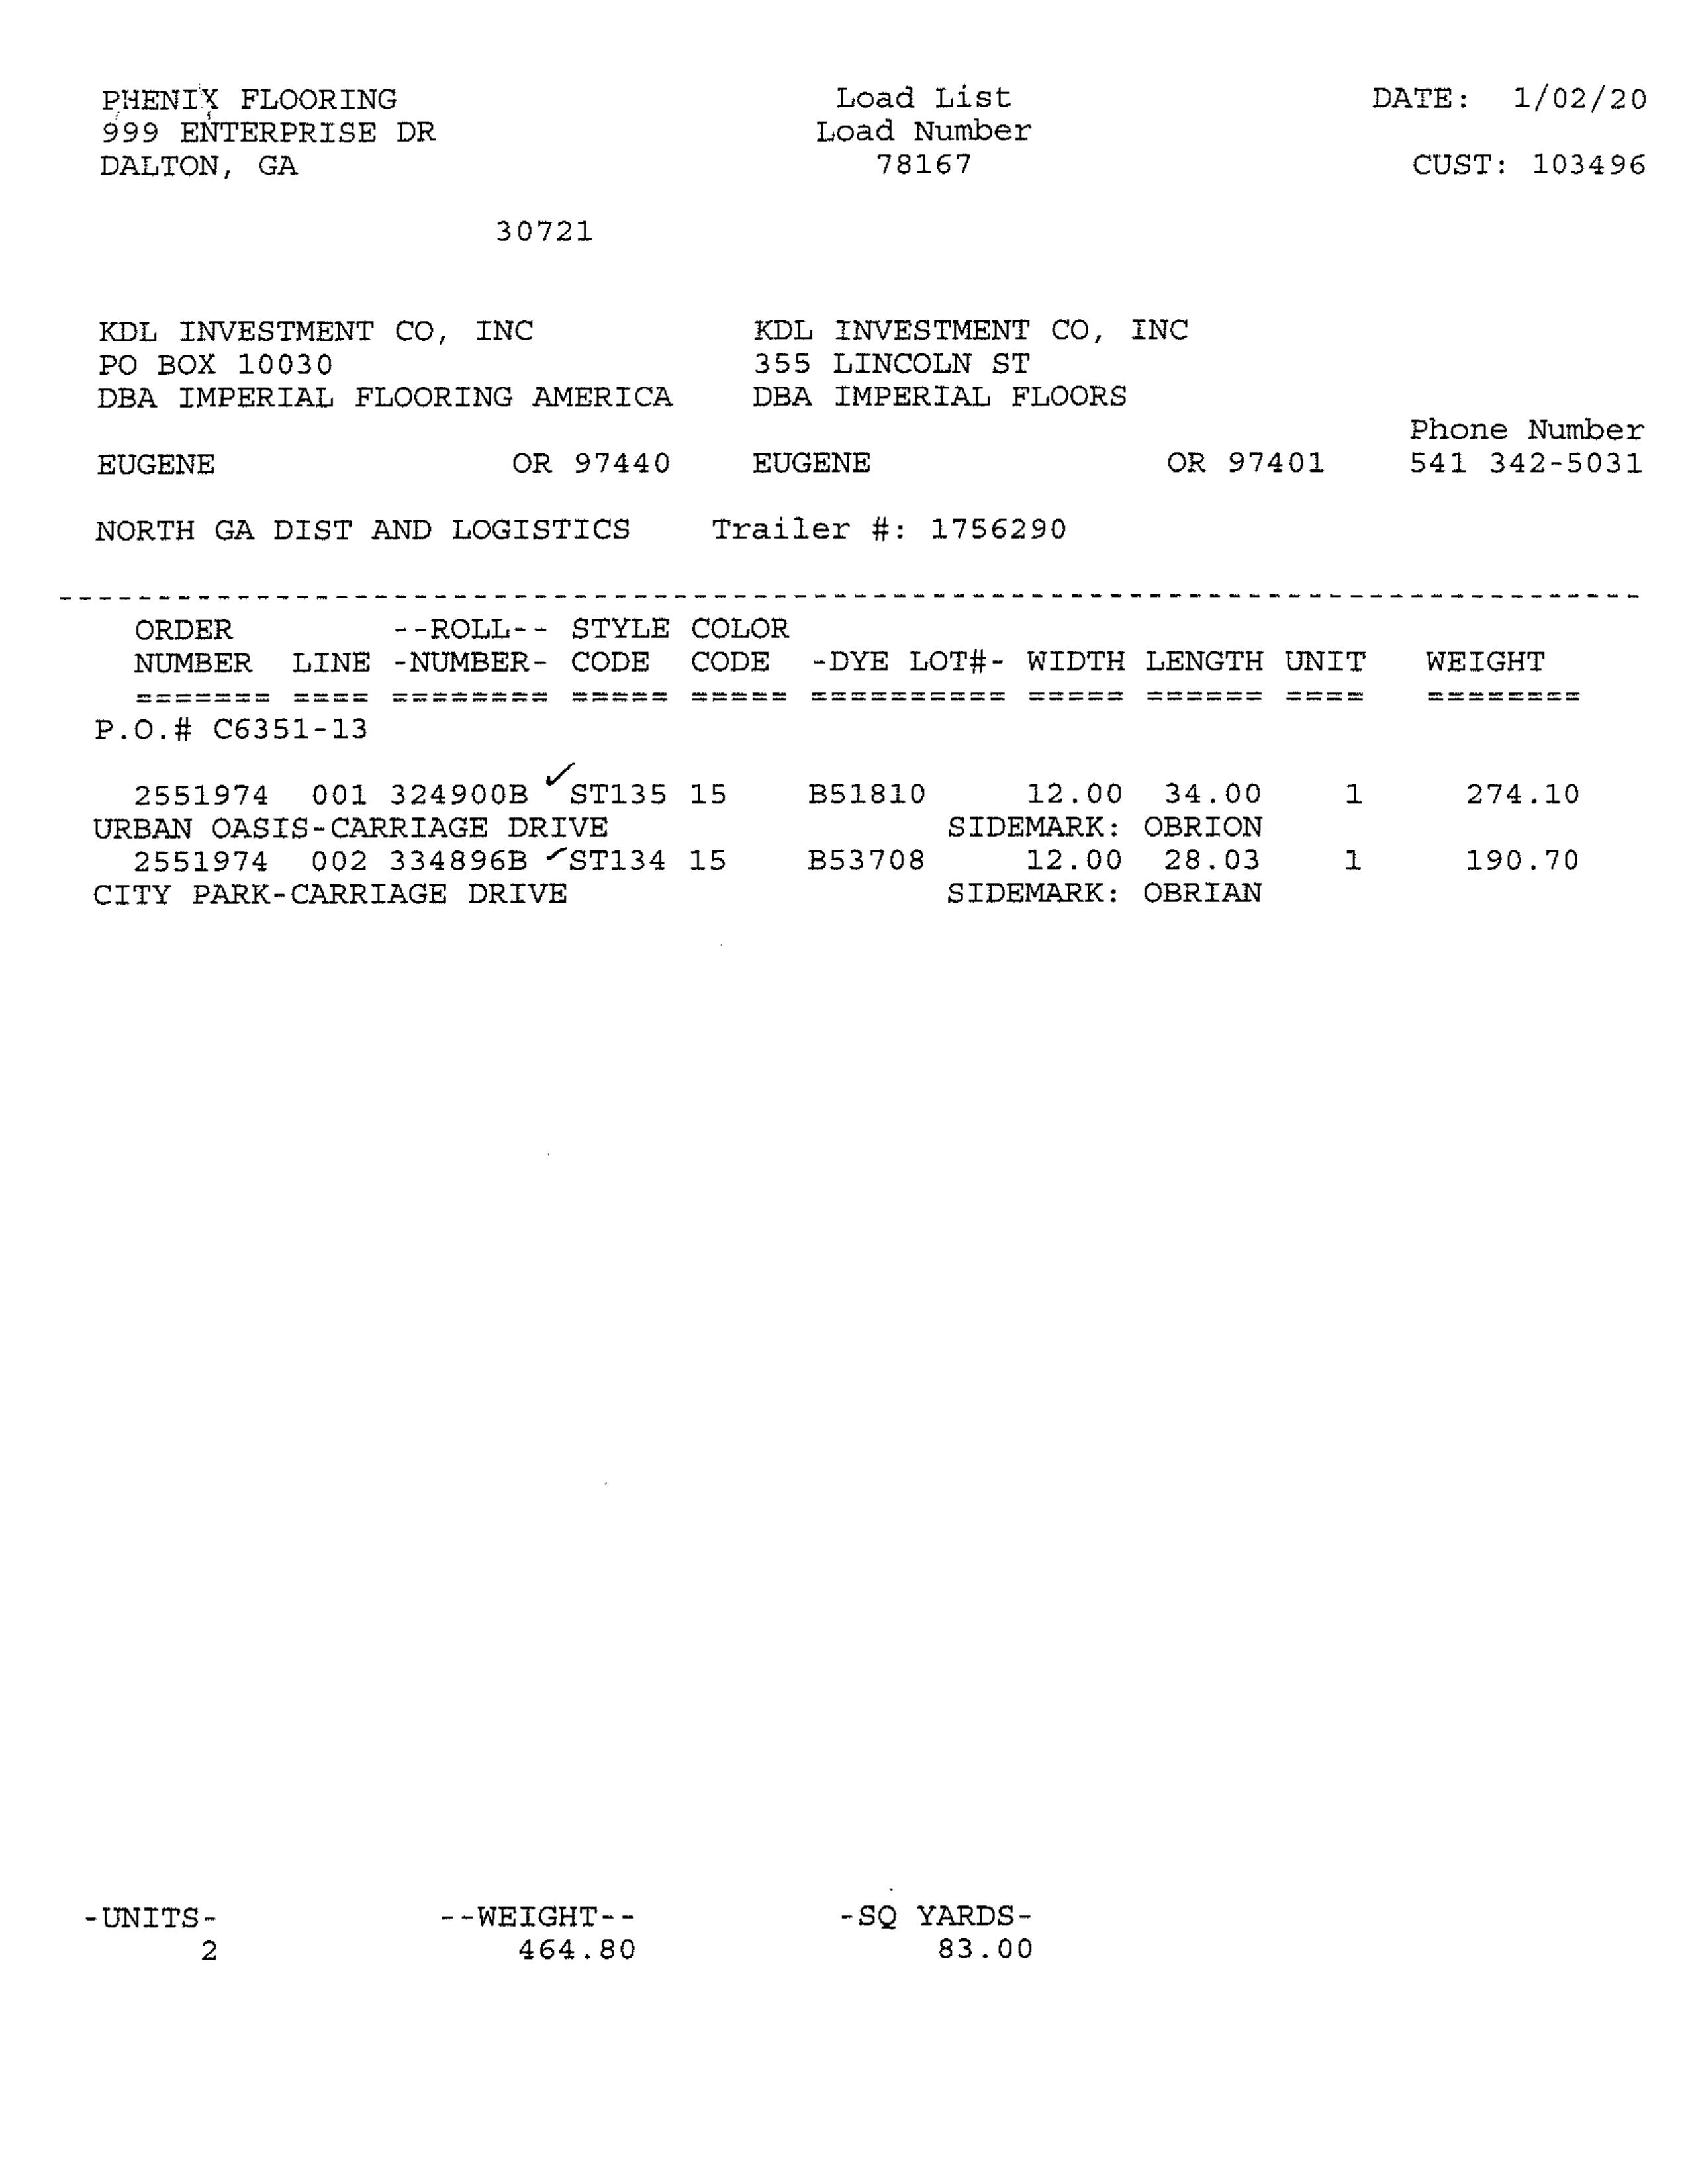 PHENIX FLOORING Load List DATE: 1/02/20
999 ENTERPRISE DR Load Number
DALTON, GA 78167 CUST: 103496
30721
KDL INVESTMENT CO, INC KDL INVESTMENT CO, INC
PO BOX 10030 355 LINCOLN ST
DBA IMPERIAL FLOORING AMERICA DBA IMPERIAL FLOORS
Phone Number
EUGENE OR 97440 EUGENE OR 97401 541 342-5031
NORTH GA DIST AND LOGISTICS Trailer #: 1756290
ORDER --ROLL-- STYLE COLOR
NUMBER LINE -NUMBER- CODE CODE -DYE LOT#- WIDTH LENGTH UNIT WEIGHT
======= ==== ======== ===== ===== ========== ===== ====== ==== ========
P.O.# C6351-13
2551974 001 324900B ✓ ST135 15 B51810 12.00 34.00 1 274.10
URBAN OASIS-CARRIAGE DRIVE SIDEMARK: OBRION
2551974 002 334896B ✓ ST134 15 B53708 12.00 28.03 1 190.70
CITY PARK-CARRIAGE DRIVE SIDEMARK: OBRIAN
-UNITS- --WEIGHT-- -SQ YARDS-
2 464.80 83.00